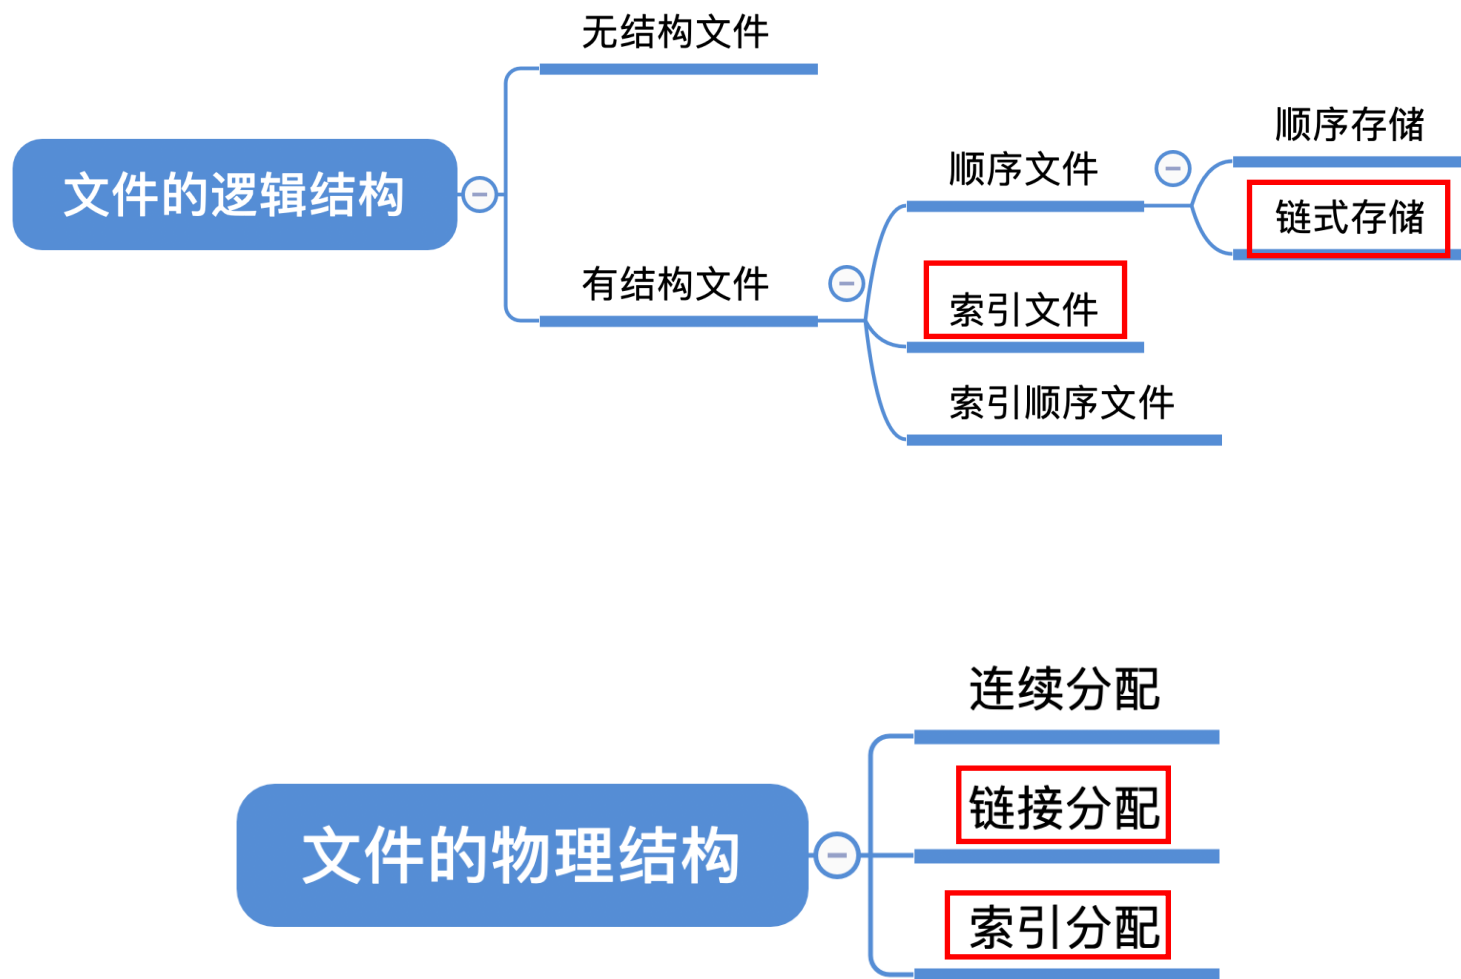 无结构文件
顺序存储
顺序文件
文件的逻辑结构
链式存储
有结构文件
索引文件
索引顺序文件
连续分配
链接分配
文件的物理结构
索引分配